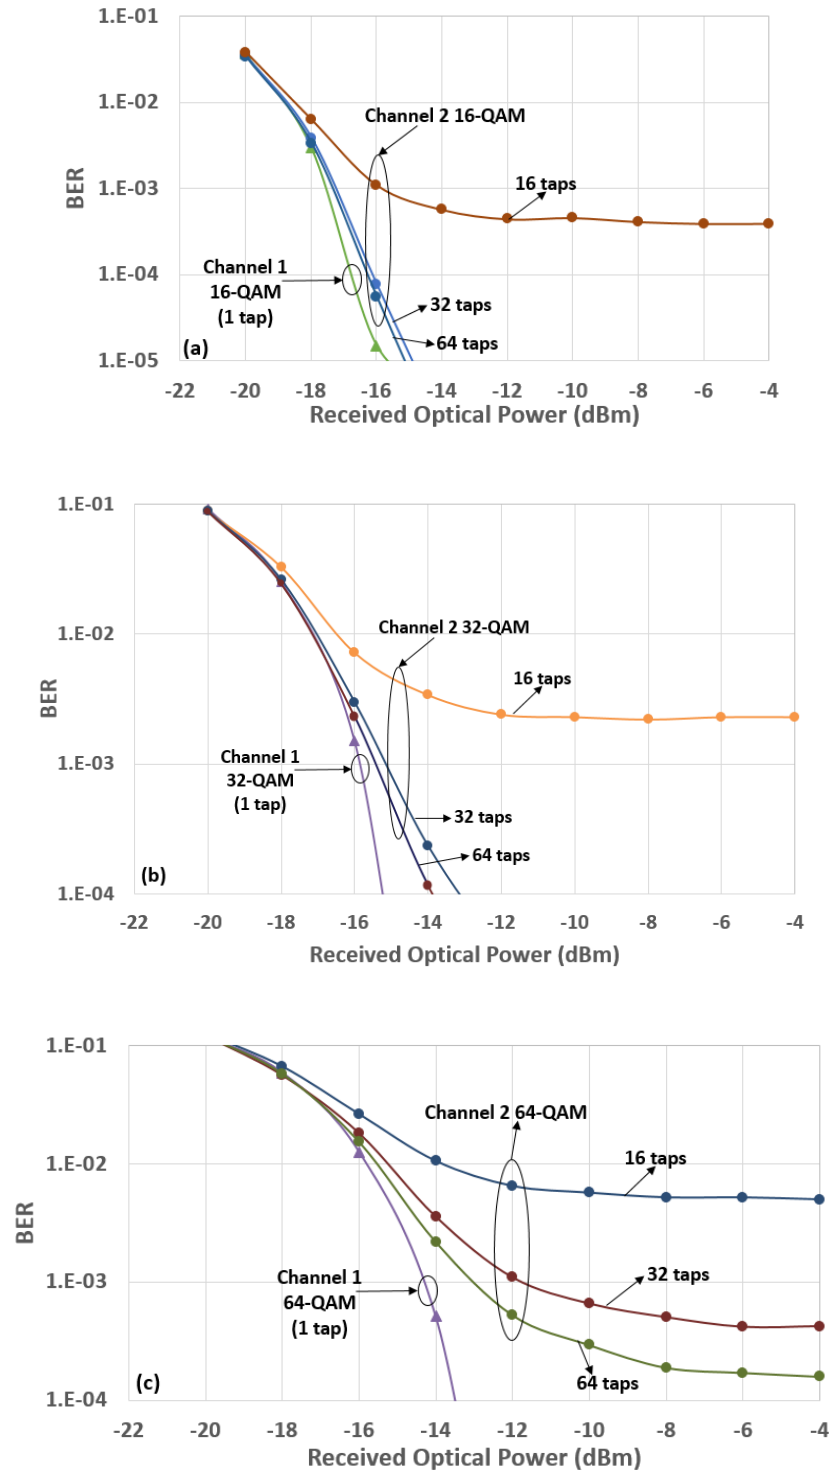 1.E-01
1.E-02
1.E-03
1.E-04
1.E-05
BER
Channel 2 16-QAM
16 taps
Channel 1
16-QAM
(1 tap)
32 taps
64 taps
(a)
-22 -20 -18 -16 -14 -12 -10 -8 -6 -4
Received Optical Power (dBm)
1.E-01
1.E-02
1.E-03
1.E-04
BER
Channel 2 32-QAM
16 taps
Channel 1
32-QAM
(1 tap)
32 taps
64 taps
(b)
-22 -20 -18 -16 -14 -12 -10 -8 -6 -4
Received Optical Power (dBm)
1.E-01
1.E-02
1.E-03
1.E-04
BER
Channel 2 64-QAM
16 taps
Channel 1
64-QAM
(1 tap)
32 taps
64 taps
(c)
-22 -20 -18 -16 -14 -12 -10 -8 -6 -4
Received Optical Power (dBm)